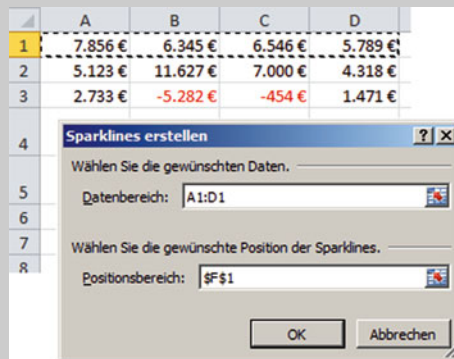 A B C D
1 7.856 € 6.345 € 6.546 € 5.789 €
2 5.123 € 11.627 € 7.000 € 4.318 €
3 2.733 € -5.282 € -454 € 1.471 €
4
Sparklines erstellen
Wählen Sie die gewünschten Daten.
5 Datenbereich: A1:D1
6
7 Wählen Sie die gewünschte Position der Sparklines.
8 Positionsbereich: $F$1
OK Abbrechen